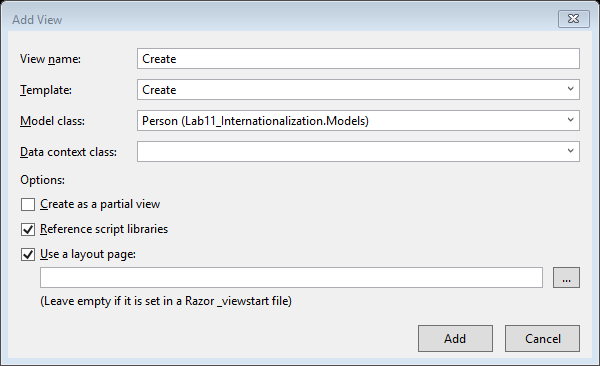 Add View
View name: Create
Template: Create
Model class: Person (Lab11_Internationalization.Models)
Data context class:
Options:
Create as a partial view
Reference script libraries
Use a layout page:
...
(Leave empty if it is set in a Razor _viewstart file)
Add Cancel